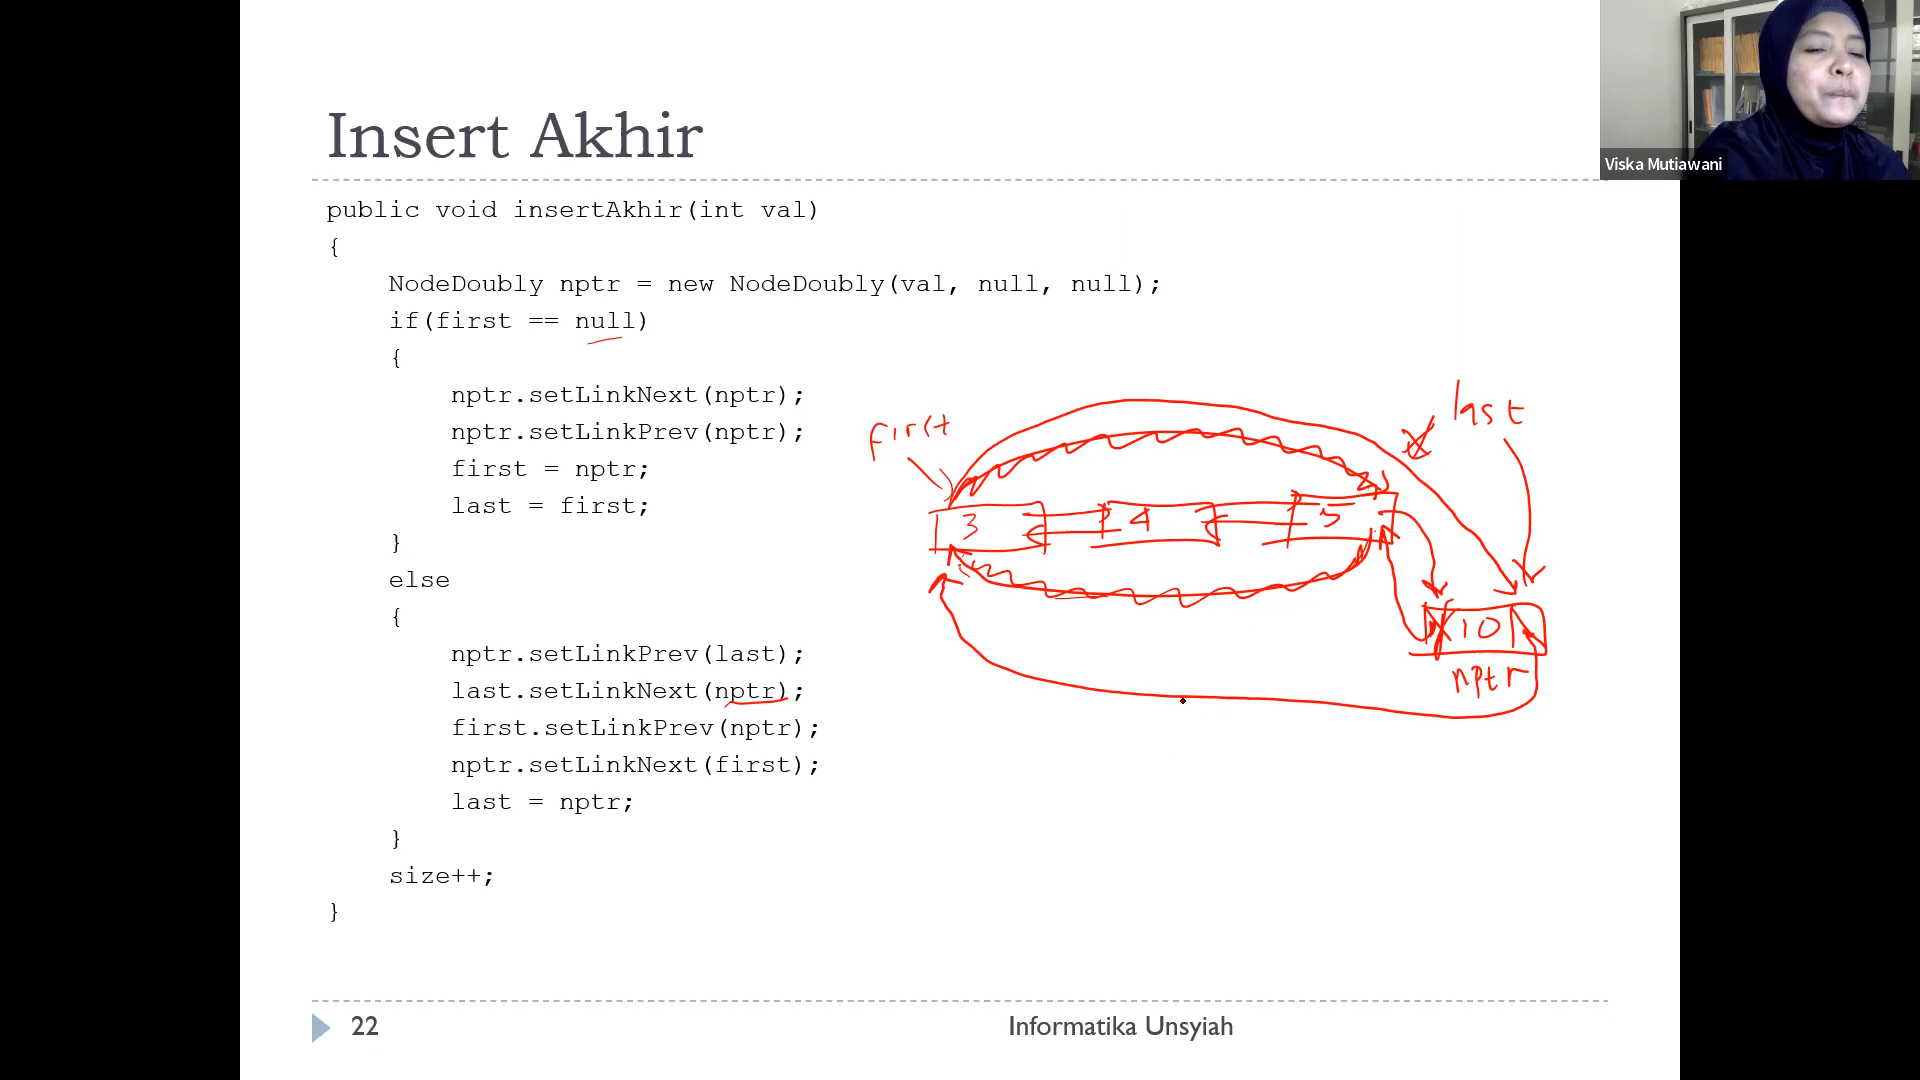 Viska Mutiawani
Insert Akhir
public void insertAkhir(int val)
{
NodeDoubly nptr = new NodeDoubly(val, null, null);
if(first == null)
{
nptr.setLinkNext(nptr);
nptr.setLinkPrev(nptr);
first = nptr;
last = first;
}
else
{
nptr.setLinkPrev(last);
last.setLinkNext(nptr);
first.setLinkPrev(nptr);
nptr.setLinkNext(first);
last = nptr;
}
size++;
}
last
first
3 4 5
10
nptr
22
Informatika Unsyiah